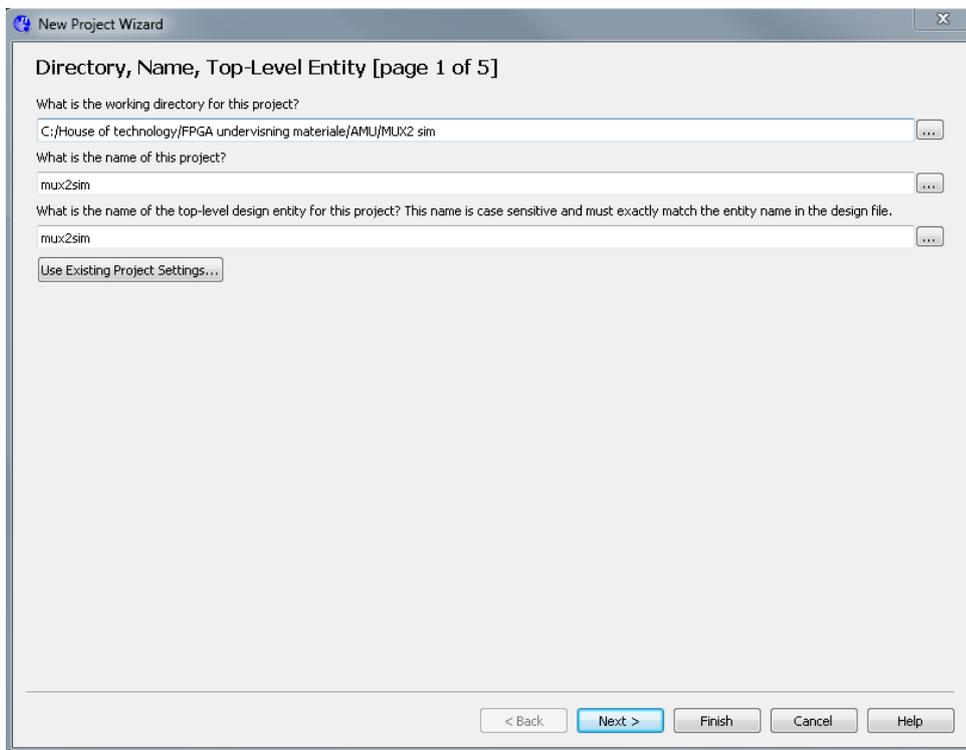 New Project Wizard
Directory, Name, Top-Level Entity [page 1 of 5]
What is the working directory for this project?
C:/House of technology/FPGA undervisning materiale/AMU/MUX2 sim
...
What is the name of this project?
mux2sim
...
What is the name of the top-level design entity for this project? This name is case sensitive and must exactly match the entity name in the design file.
mux2sim
...
Use Existing Project Settings...
< Back Next > Finish Cancel Help